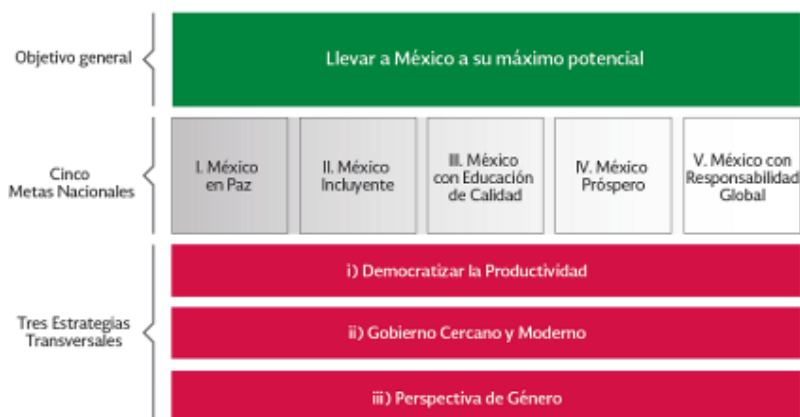 Objetivo general
Llevar a México a su máximo potencial
Cinco
Metas Nacionales
I. México
en Paz
II. México
Incluyente
III. México
con Educación
de Calidad
IV. México
Próspero
V. México con
Responsabilidad
Global
Tres Estrategias
Transversales
i) Democratizar la Productividad
ii) Gobierno Cercano y Moderno
iii) Perspectiva de Género